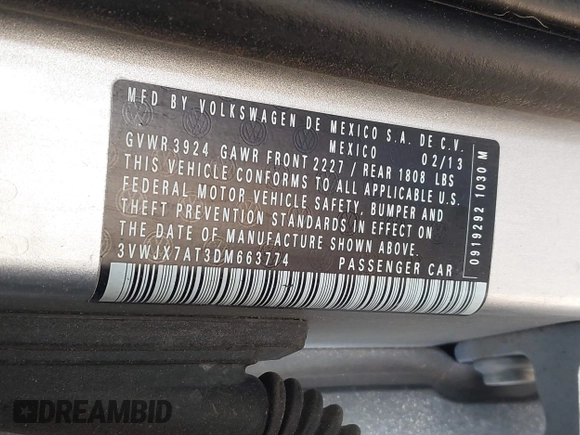 MFD BY VOLKSWAGEN DE MEXICO S.A. DE C.V.
MEXICO 02/13
GVWR 3924 GAWR FRONT 2227 / REAR 1808 LBS
THIS VEHICLE CONFORMS TO ALL APPLICABLE U.S.
FEDERAL MOTOR VEHICLE SAFETY, BUMPER AND
THEFT PREVENTION STANDARDS IN EFFECT ON
THE DATE OF MANUFACTURE SHOWN ABOVE.
3VWJX7AT3DM663774 PASSENGER CAR
0919292 1030 M
DREAMBID